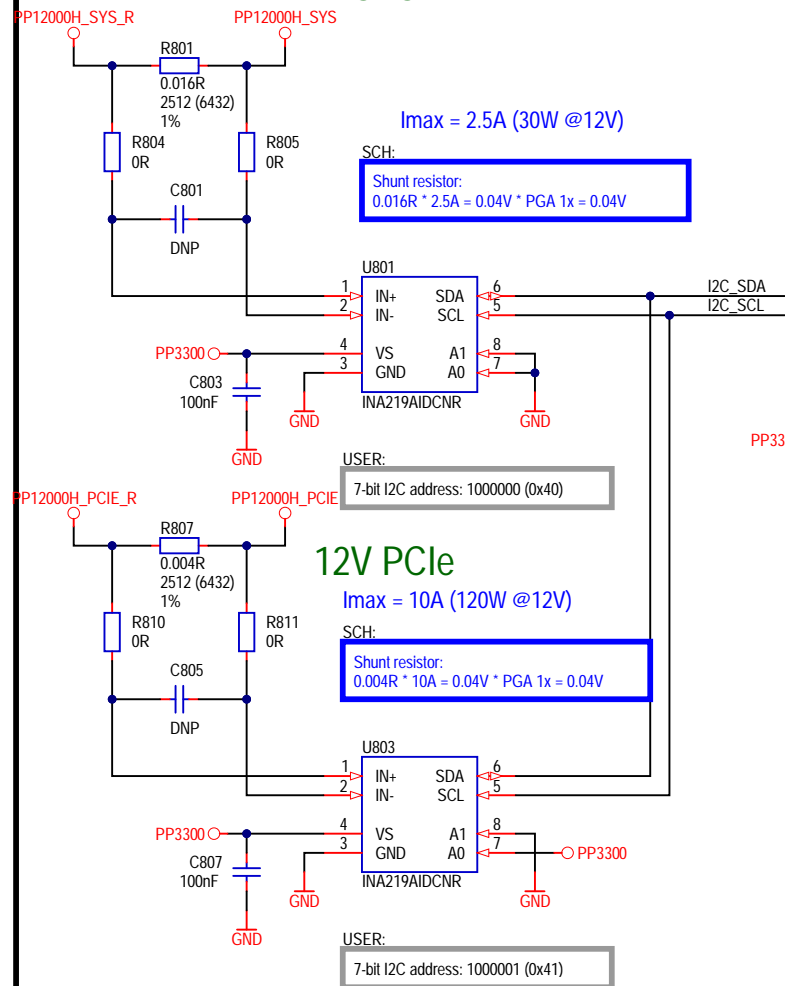 PP12000H_SYS_R
PP12000H_SYS
R801
0.016R
2512 (6432)
1%
R804
0R
R805
0R
C801
DNP
Imax = 2.5A (30W @12V)
SCH:
Shunt resistor:
0.016R * 2.5A = 0.04V * PGA 1x = 0.04V
U801
1 IN+ SDA 6
2 IN- SCL 5
4 VS A1 8
3 GND A0 7
INA219AIDCNR
I2C_SDA
I2C_SCL
PP3300
C803
100nF
GND
GND
GND
PP33
USER:
7-bit I2C address: 1000000 (0x40)
PP12000H_PCIE_R
PP12000H_PCIE
R807
0.004R
2512 (6432)
1%
R810
0R
R811
0R
C805
DNP
12V PCIe
Imax = 10A (120W @12V)
SCH:
Shunt resistor:
0.004R * 10A = 0.04V * PGA 1x = 0.04V
U803
1 IN+ SDA 6
2 IN- SCL 5
4 VS A1 8
3 GND A0 7
INA219AIDCNR
PP3300
PP3300
C807
100nF
GND
GND
GND
USER:
7-bit I2C address: 1000001 (0x41)